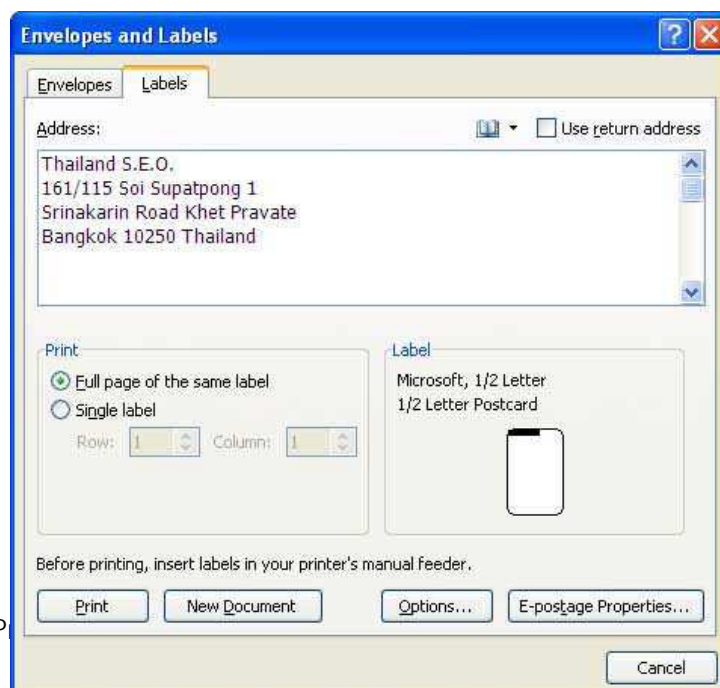 Envelopes and Labels
Envelopes Labels
Address: Use return address
Thailand S.E.O.
161/115 Soi Supatpong 1
Srinakarin Road Khet Pravate
Bangkok 10250 Thailand
Print
Full page of the same label
Single label
Row: 1 Column: 1
Label
Microsoft, 1/2 Letter
1/2 Letter Postcard
Before printing, insert labels in your printer's manual feeder.
Print New Document Options... E-postage Properties...
Cancel